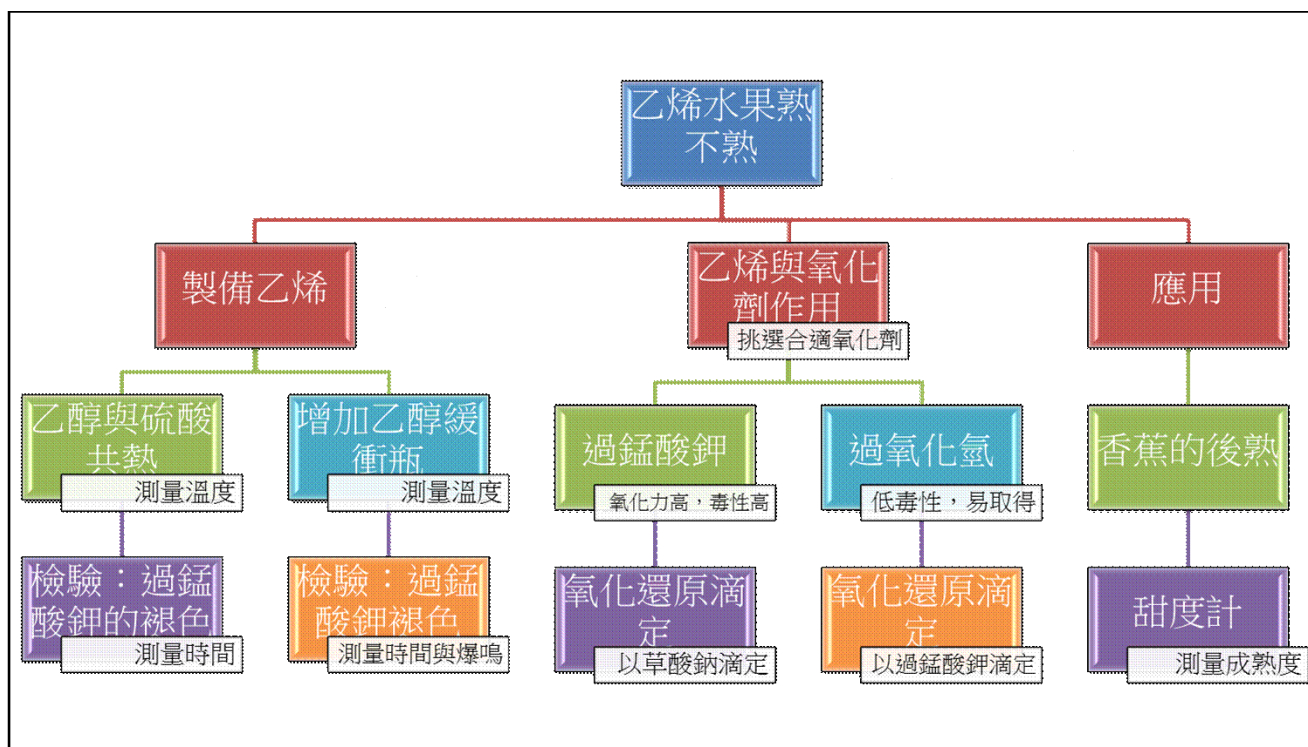 乙烯水果熟
不熟
製備乙烯
乙烯與氧化
劑作用
挑選合適氧化劑
應用
乙醇與硫酸
共熱
測量溫度
增加乙醇緩
衝瓶
測量溫度
過錳酸鉀
氧化力高，毒性高
過氧化氫
低毒性，易取得
香蕉的後熟
檢驗：過錳
酸鉀的褪色
測量時間
檢驗：過錳
酸鉀褪色
測量時間與爆鳴
氧化還原滴
定
以草酸鈉滴定
氧化還原滴
定
以過錳酸鉀滴定
甜度計
測量成熟度